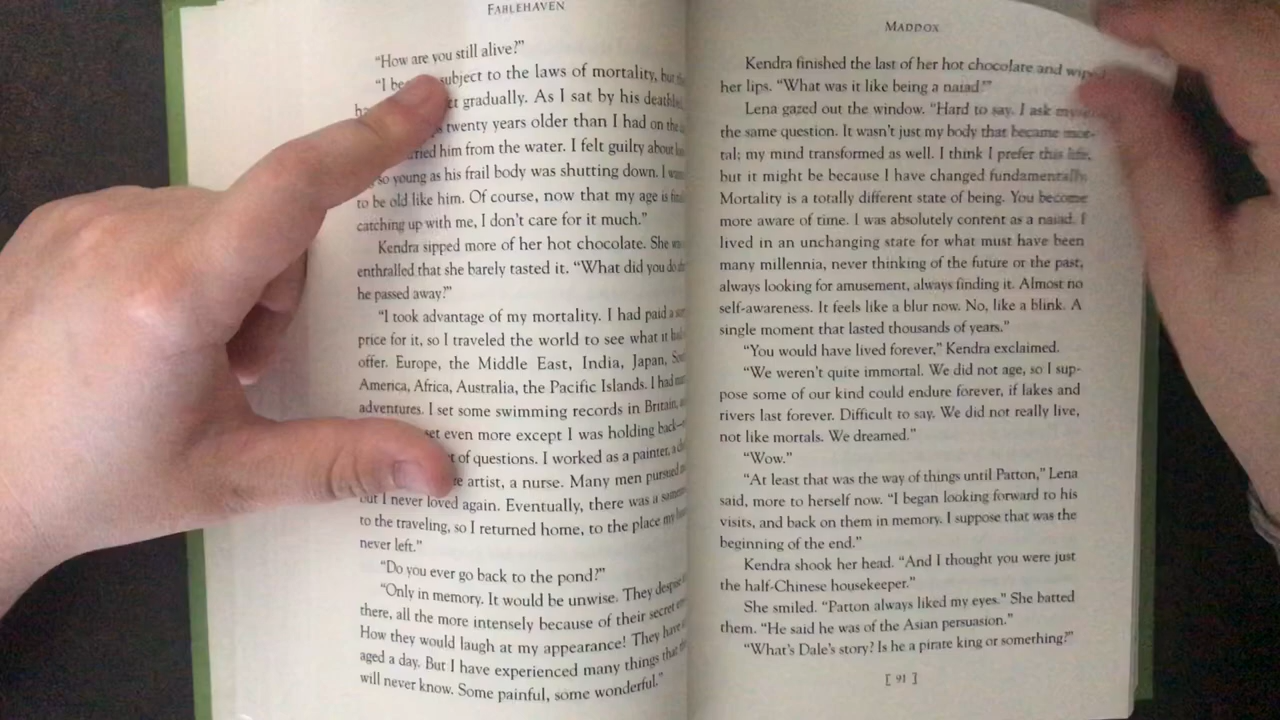 FABLEHAVEN
"How are you still alive?"
"I subject to the laws of mortality, but
gradually. As I sat by his
twenty years older than I had on the
him from the water. I felt guilty about
so young as his frail body was shutting down. I
to be old like him. Of course, now that my age is
catching up with me, I don't care for it much."
Kendra sipped more of her hot chocolate. She
enthralled that she barely tasted it. "What did you do
he passed away?"
"I took advantage of my mortality. I had paid a
price for it, so I traveled the world to see what it
offer. Europe, the Middle East, India, Japan,
America, Africa, Australia, the Pacific Islands. I had
adventures. I set some swimming records in Britain,
even more except I was holding back—
of questions. I worked as a painter, a
artist, a nurse. Many men pursued
but I never loved again. Eventually, there was a
to the traveling, so I returned home, to the place my
never left."
"Do you ever go back to the pond?"
"Only in memory. It would be unwise. They
there, all the more intensely because of their secret
How they would laugh at my appearance! They have
aged a day. But I have experienced many things
will never know. Some painful, some wonderful."
MADDOX
Kendra finished the last of her hot chocolate and wiped
her lips. "What was it like being a naiad?"
Lena gazed out the window. "Hard to say. I ask
the same question. It wasn't just my body that became mor-
tal; my mind transformed as well. I think I prefer this life,
but it might be because I have changed fundamentally.
Mortality is a totally different state of being. You become
more aware of time. I was absolutely content as a naiad. I
lived in an unchanging state for what must have been
many millennia, never thinking of the future or the past,
always looking for amusement, always finding it. Almost no
self-awareness. It feels like a blur now. No, like a blink. A
single moment that lasted thousands of years."
"You would have lived forever," Kendra exclaimed.
"We weren't quite immortal. We did not age, so I sup-
pose some of our kind could endure forever, if lakes and
rivers last forever. Difficult to say. We did not really live,
not like mortals. We dreamed."
"Wow."
"At least that was the way of things until Patton," Lena
said, more to herself now. "I began looking forward to his
visits, and back on them in memory. I suppose that was the
beginning of the end."
Kendra shook her head. "And I thought you were just
the half-Chinese housekeeper."
She smiled. "Patton always liked my eyes." She batted
them. "He said he was of the Asian persuasion."
"What's Dale's story? Is he a pirate king or something?"
[ 91 ]